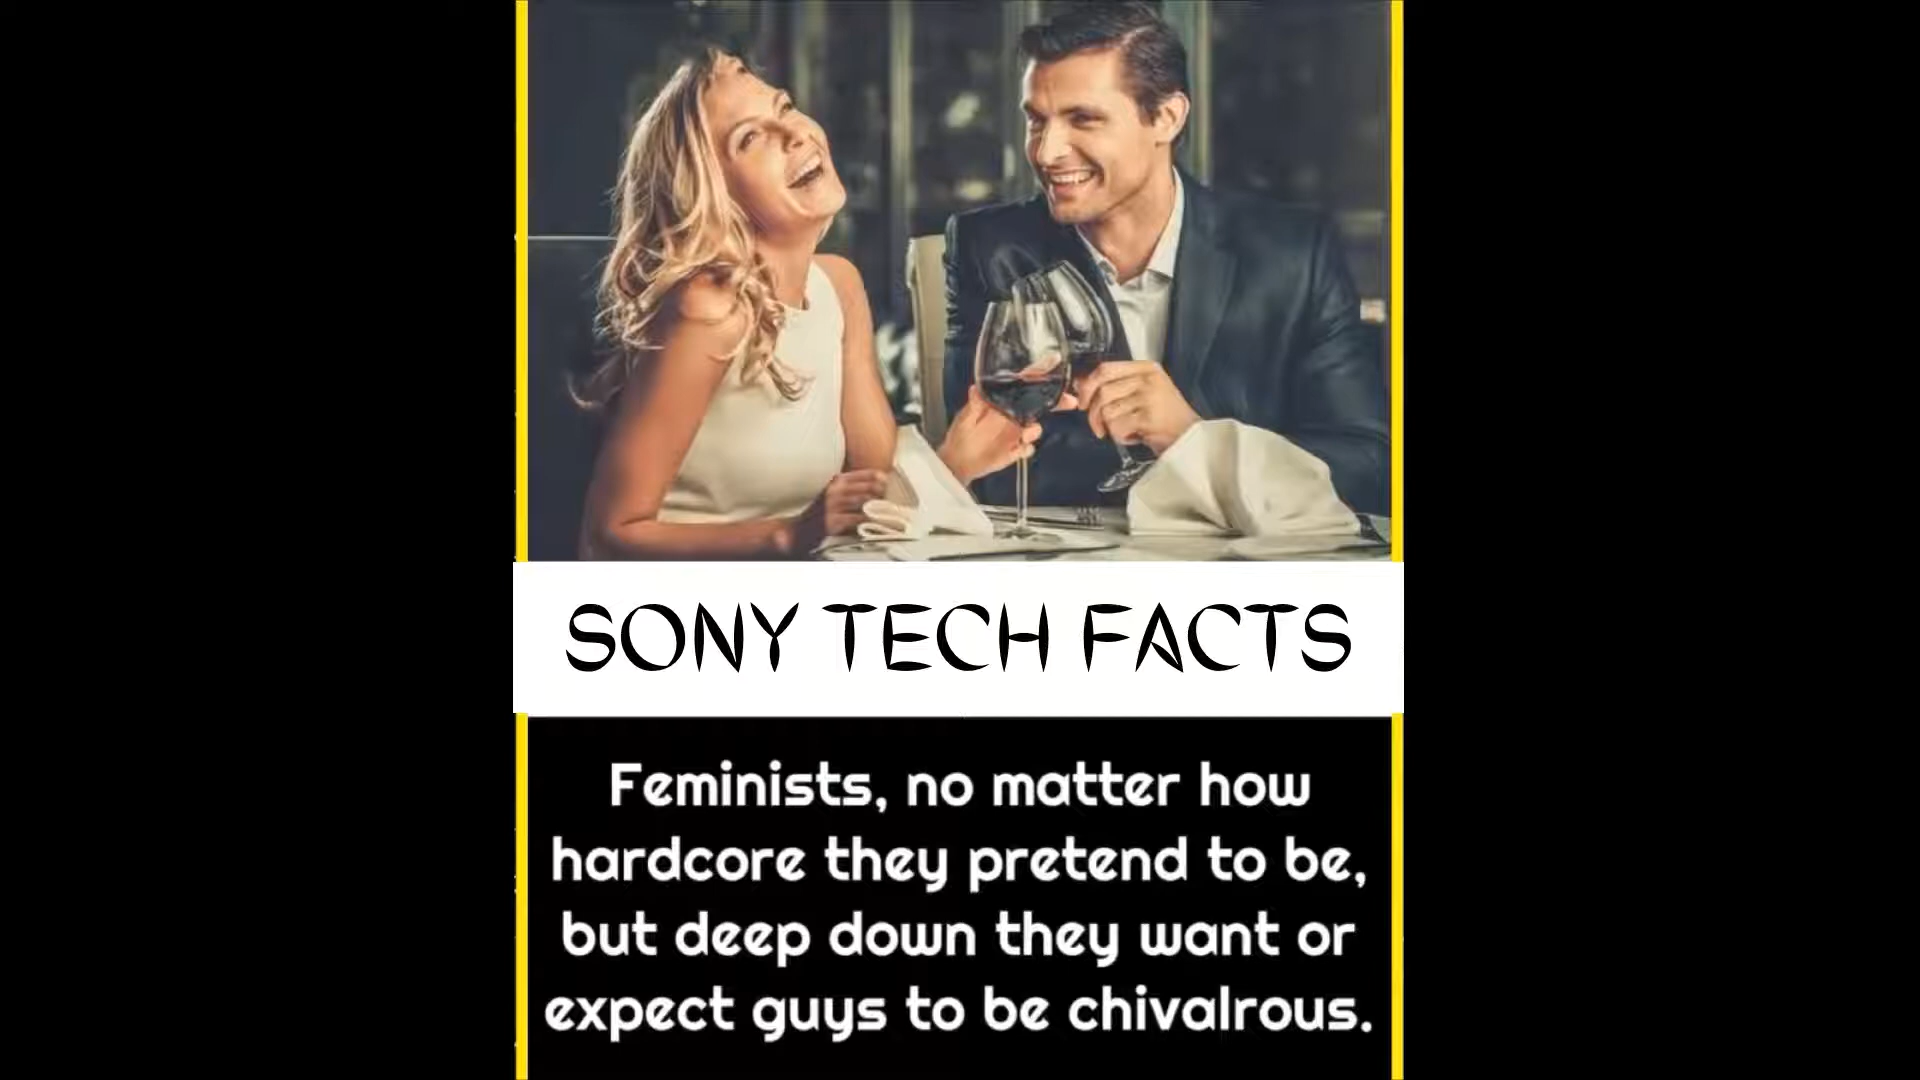 SONY TECH FACTS
Feminists, no matter how
hardcore they pretend to be,
but deep down they want or
expect guys to be chivalrous.